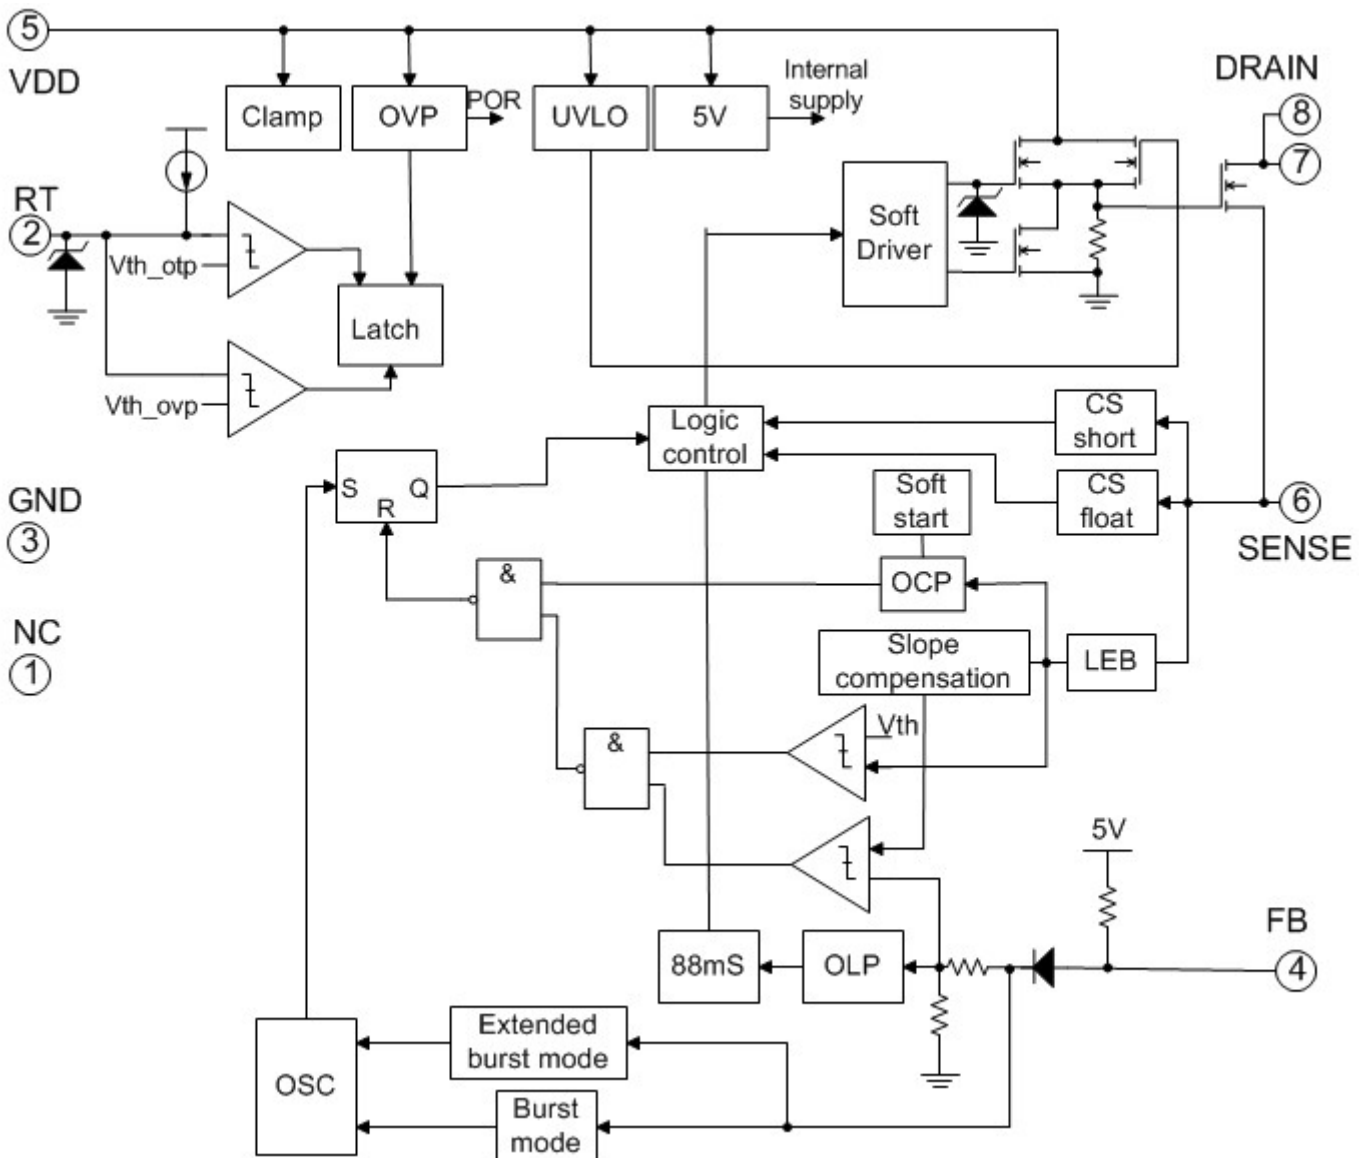 5
VDD
Clamp
OVP
POR
UVLO
5V
Internal
supply
DRAIN
8
7
RT
2
Vth_otp
Latch
Vth_ovp
Soft
Driver
Logic
control
CS
short
S
Q
R
Soft
start
CS
float
6
SENSE
GND
3
&
OCP
NC
1
Slope
compensation
LEB
&
Vth
5V
FB
4
88mS
OLP
Extended
burst mode
OSC
Burst
mode